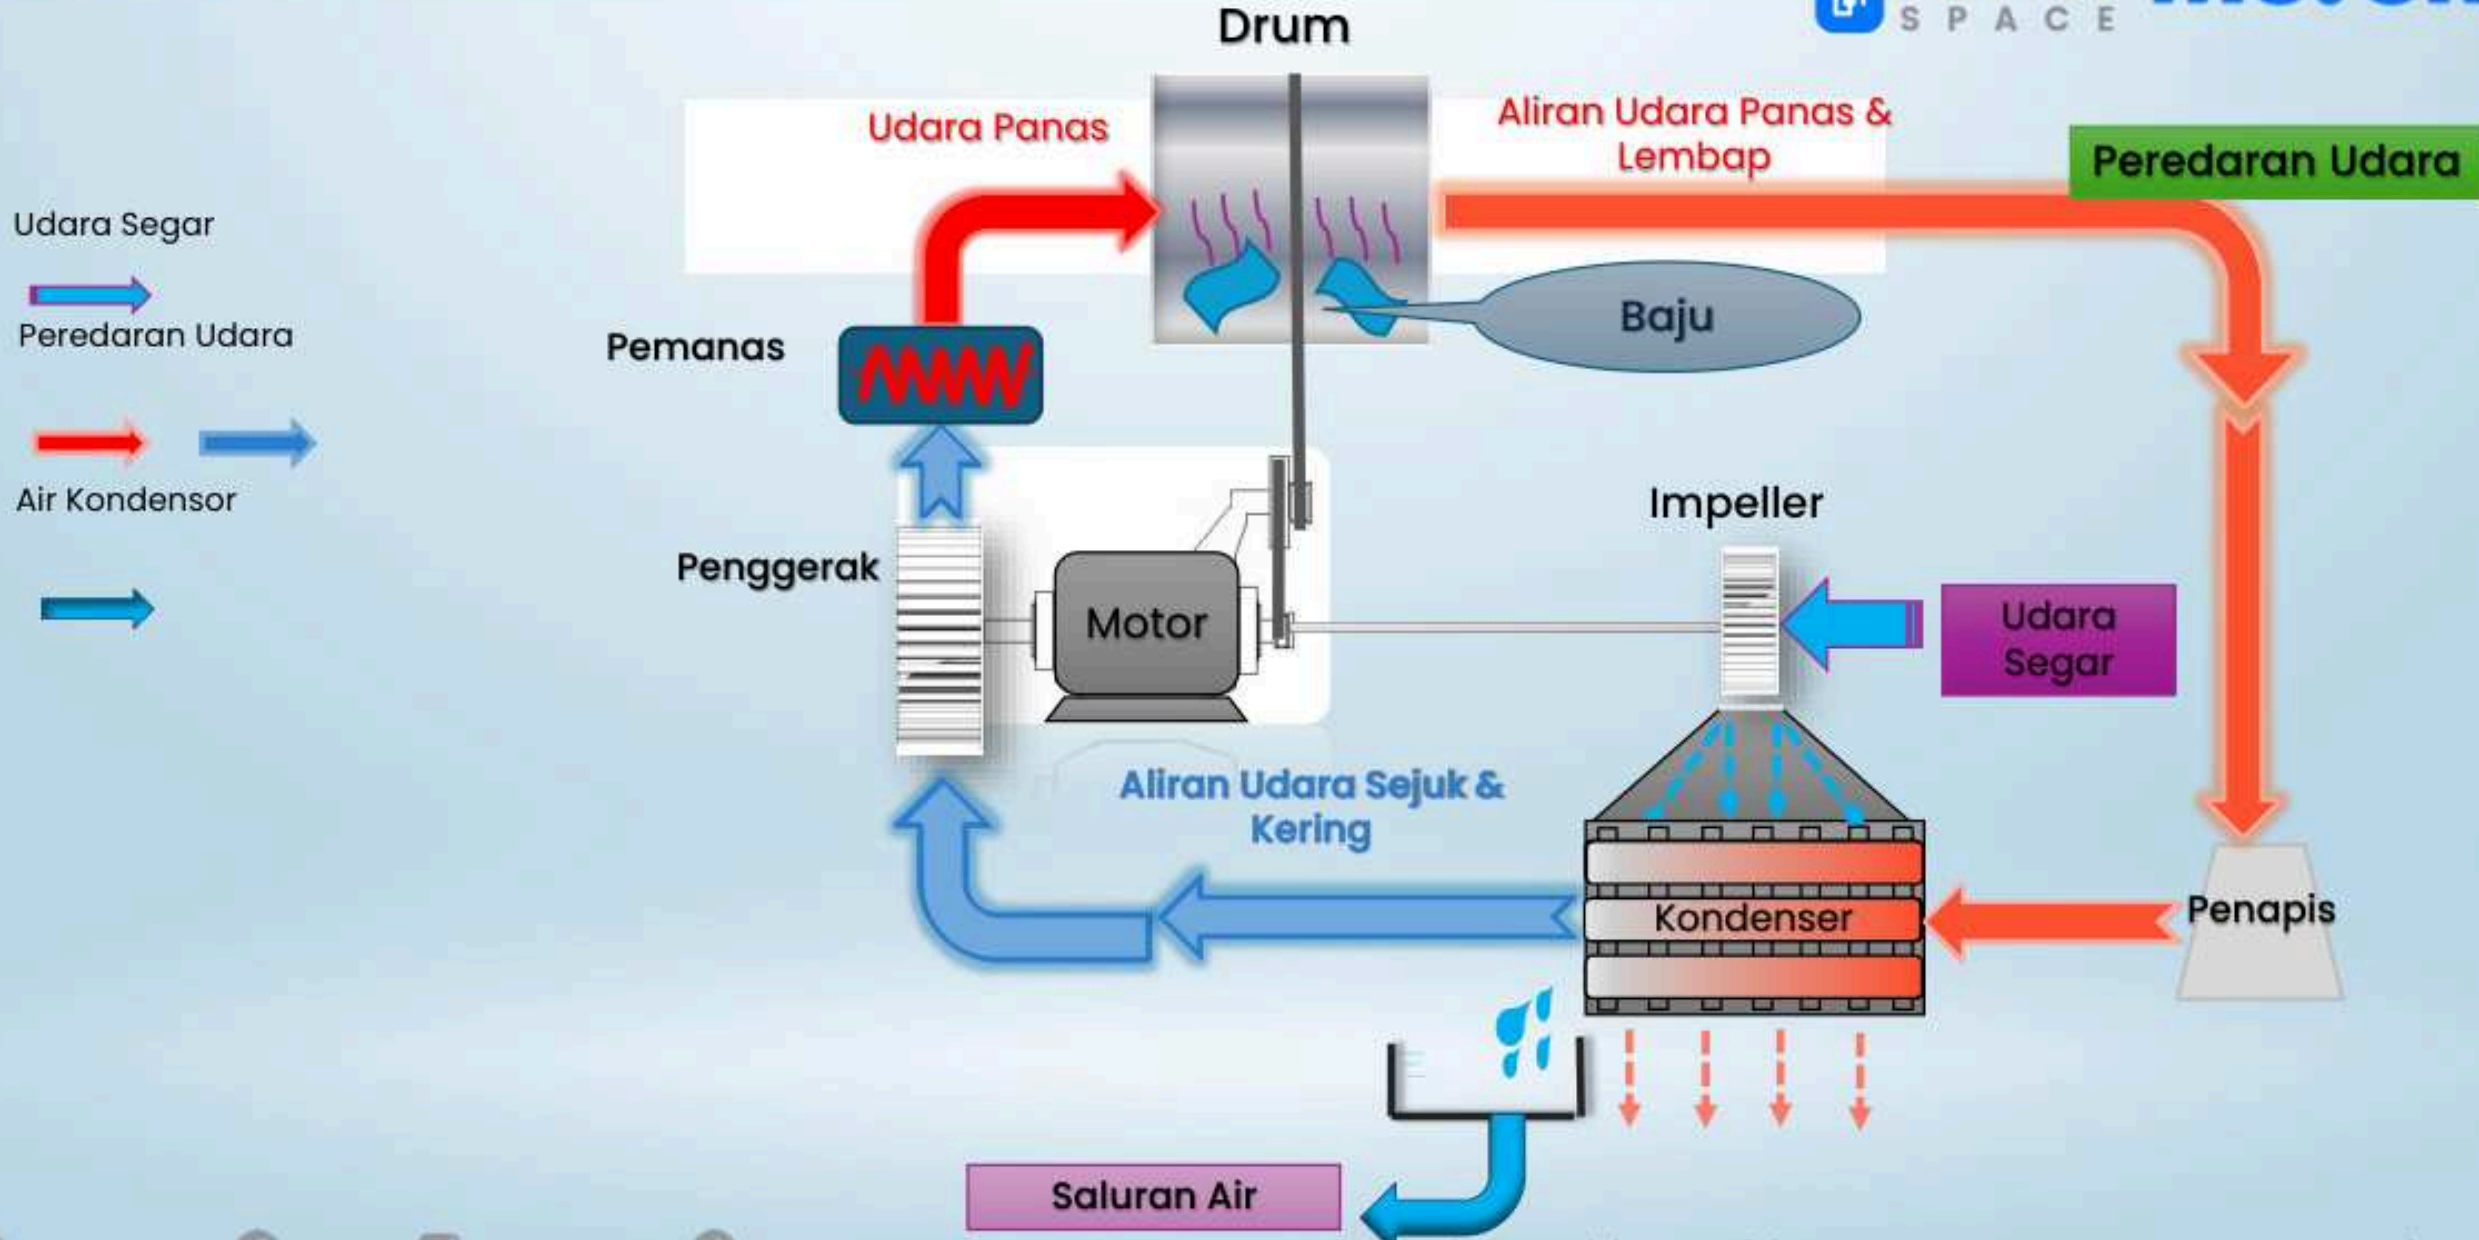 Drum
SPACE
Udara Panas
Aliran Udara Panas &
Lembap
Peredaran Udara
Udara Segar
Peredaran Udara
Baju
Pemanas
Air Kondensor
Impeller
Penggerak
Motor
Udara
Segar
Aliran Udara Sejuk &
Kering
Kondenser
Penapis
Saluran Air